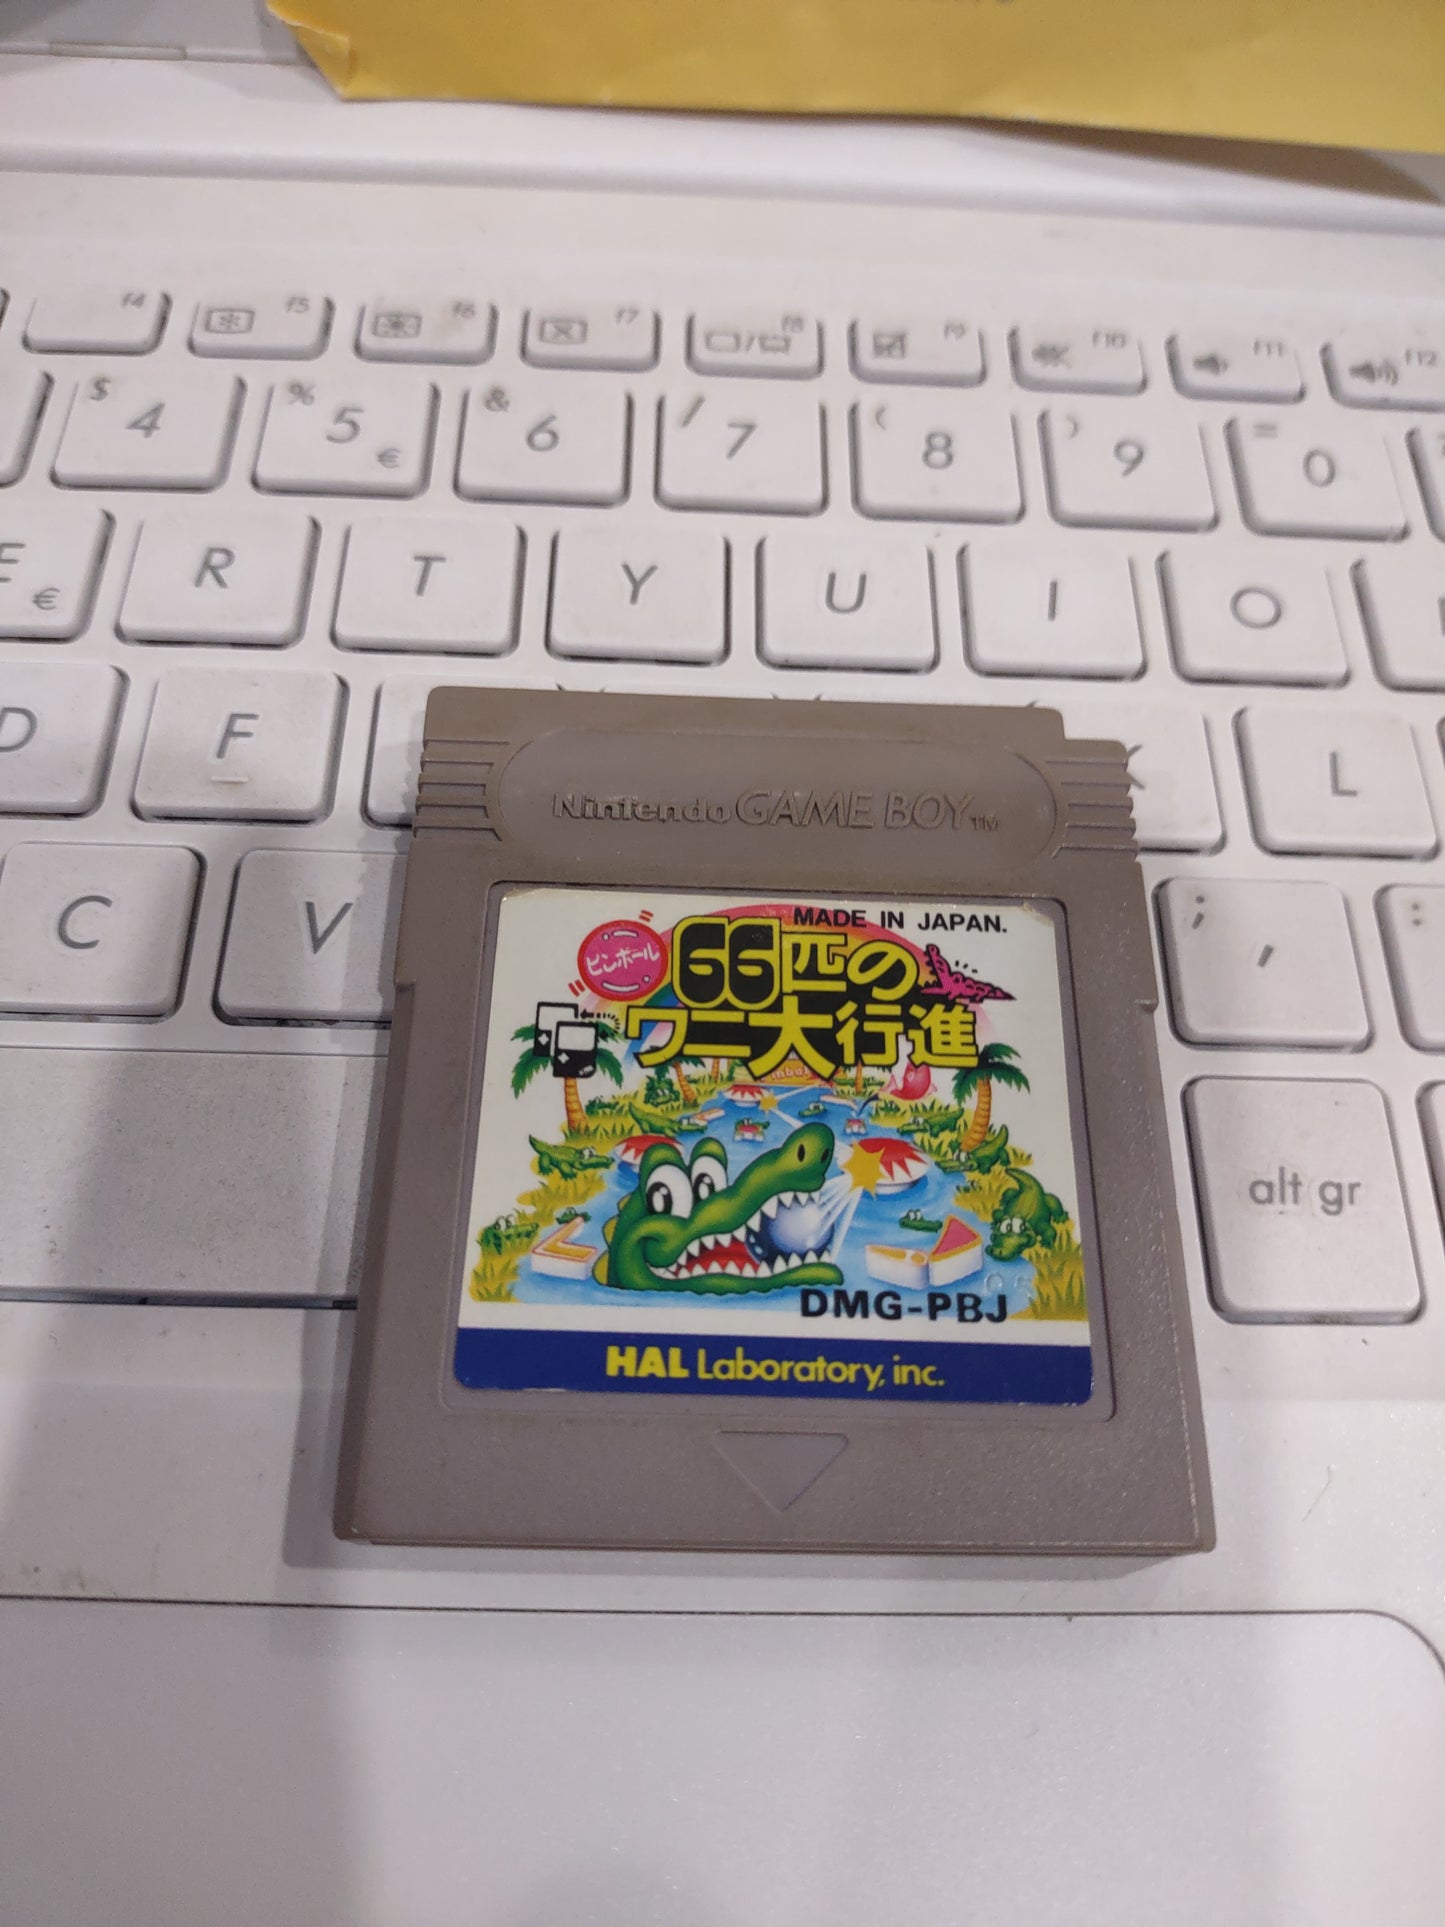 f4 f5 f6 f7 f8 f9 f10 f11 f12
$ 4 % 5 € & 6 / 7 ( 8 ) 9 = 0
E € R T Y U I O
D F K L
C V ; , :
alt gr
Nintendo GAME BOY TM
MADE IN JAPAN.
ピンボール
66匹の
ワニ大行進
DMG-PBJ
HAL Laboratory, inc.